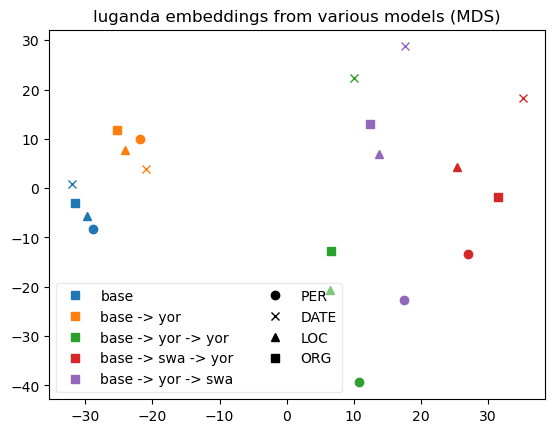 luganda embeddings from various models (MDS)
30
20
10
0
−10
−20
−30
−40
base
base -> yor
base -> yor -> yor
base -> swa -> yor
base -> yor -> swa
PER
DATE
LOC
ORG
−30
−20
−10
0
10
20
30